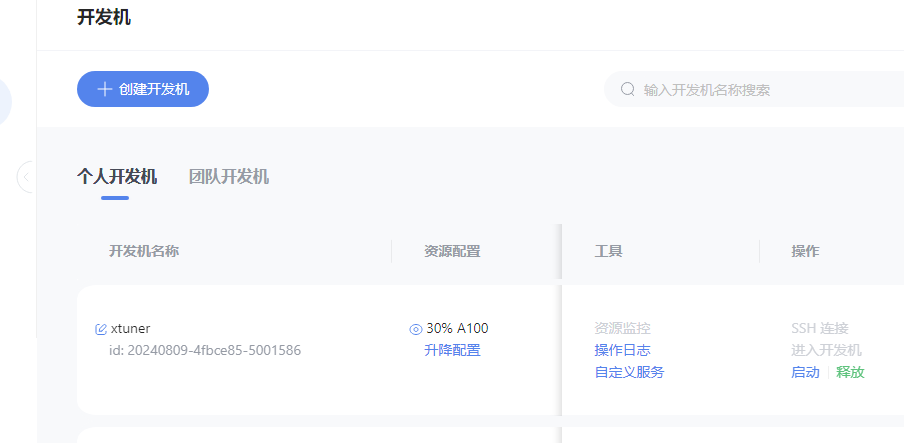 开发机
创建开发机
输入开发机名称搜索
个人开发机 团队开发机
开发机名称 资源配置 工具 操作
xtuner 30% A100 资源监控 SSH 连接
id: 20240809-4fbce85-5001586 升降配置 操作日志 进入开发机
自定义服务 启动 释放